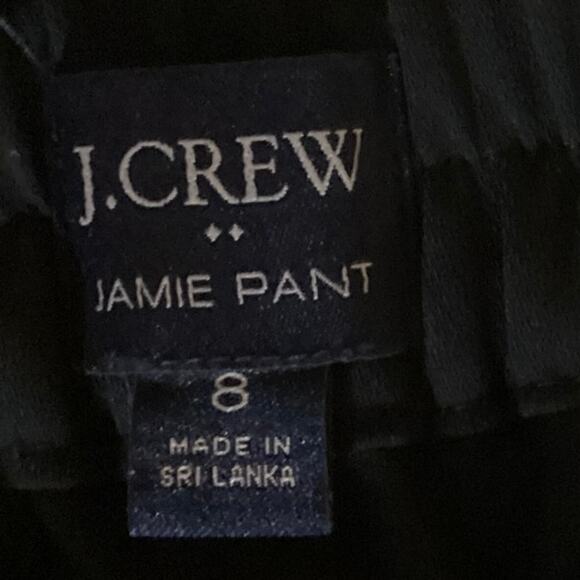 J.CREW
JAMIE PANT
8
MADE IN
SRI LANKA